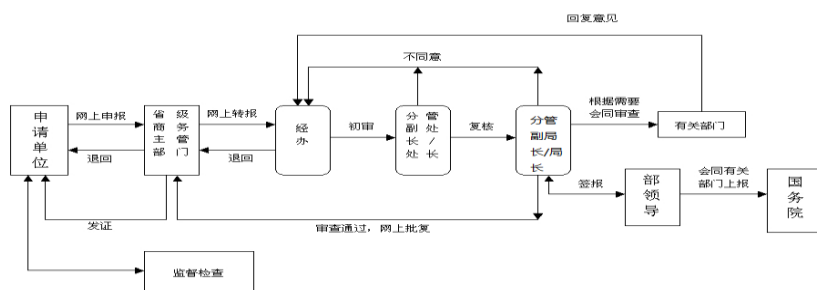 回复意见
不同意
申请单位
网上申报
退回
省级
商务
主管
部门
网上转报
退回
经办
初审
分管
副处
长/
处长
复核
分管
副局
长/局
长
根据需要
会同审查
有关部门
签报
部领导
会同有关
部门上报
国务院
发证
审查通过，网上批复
监督检查